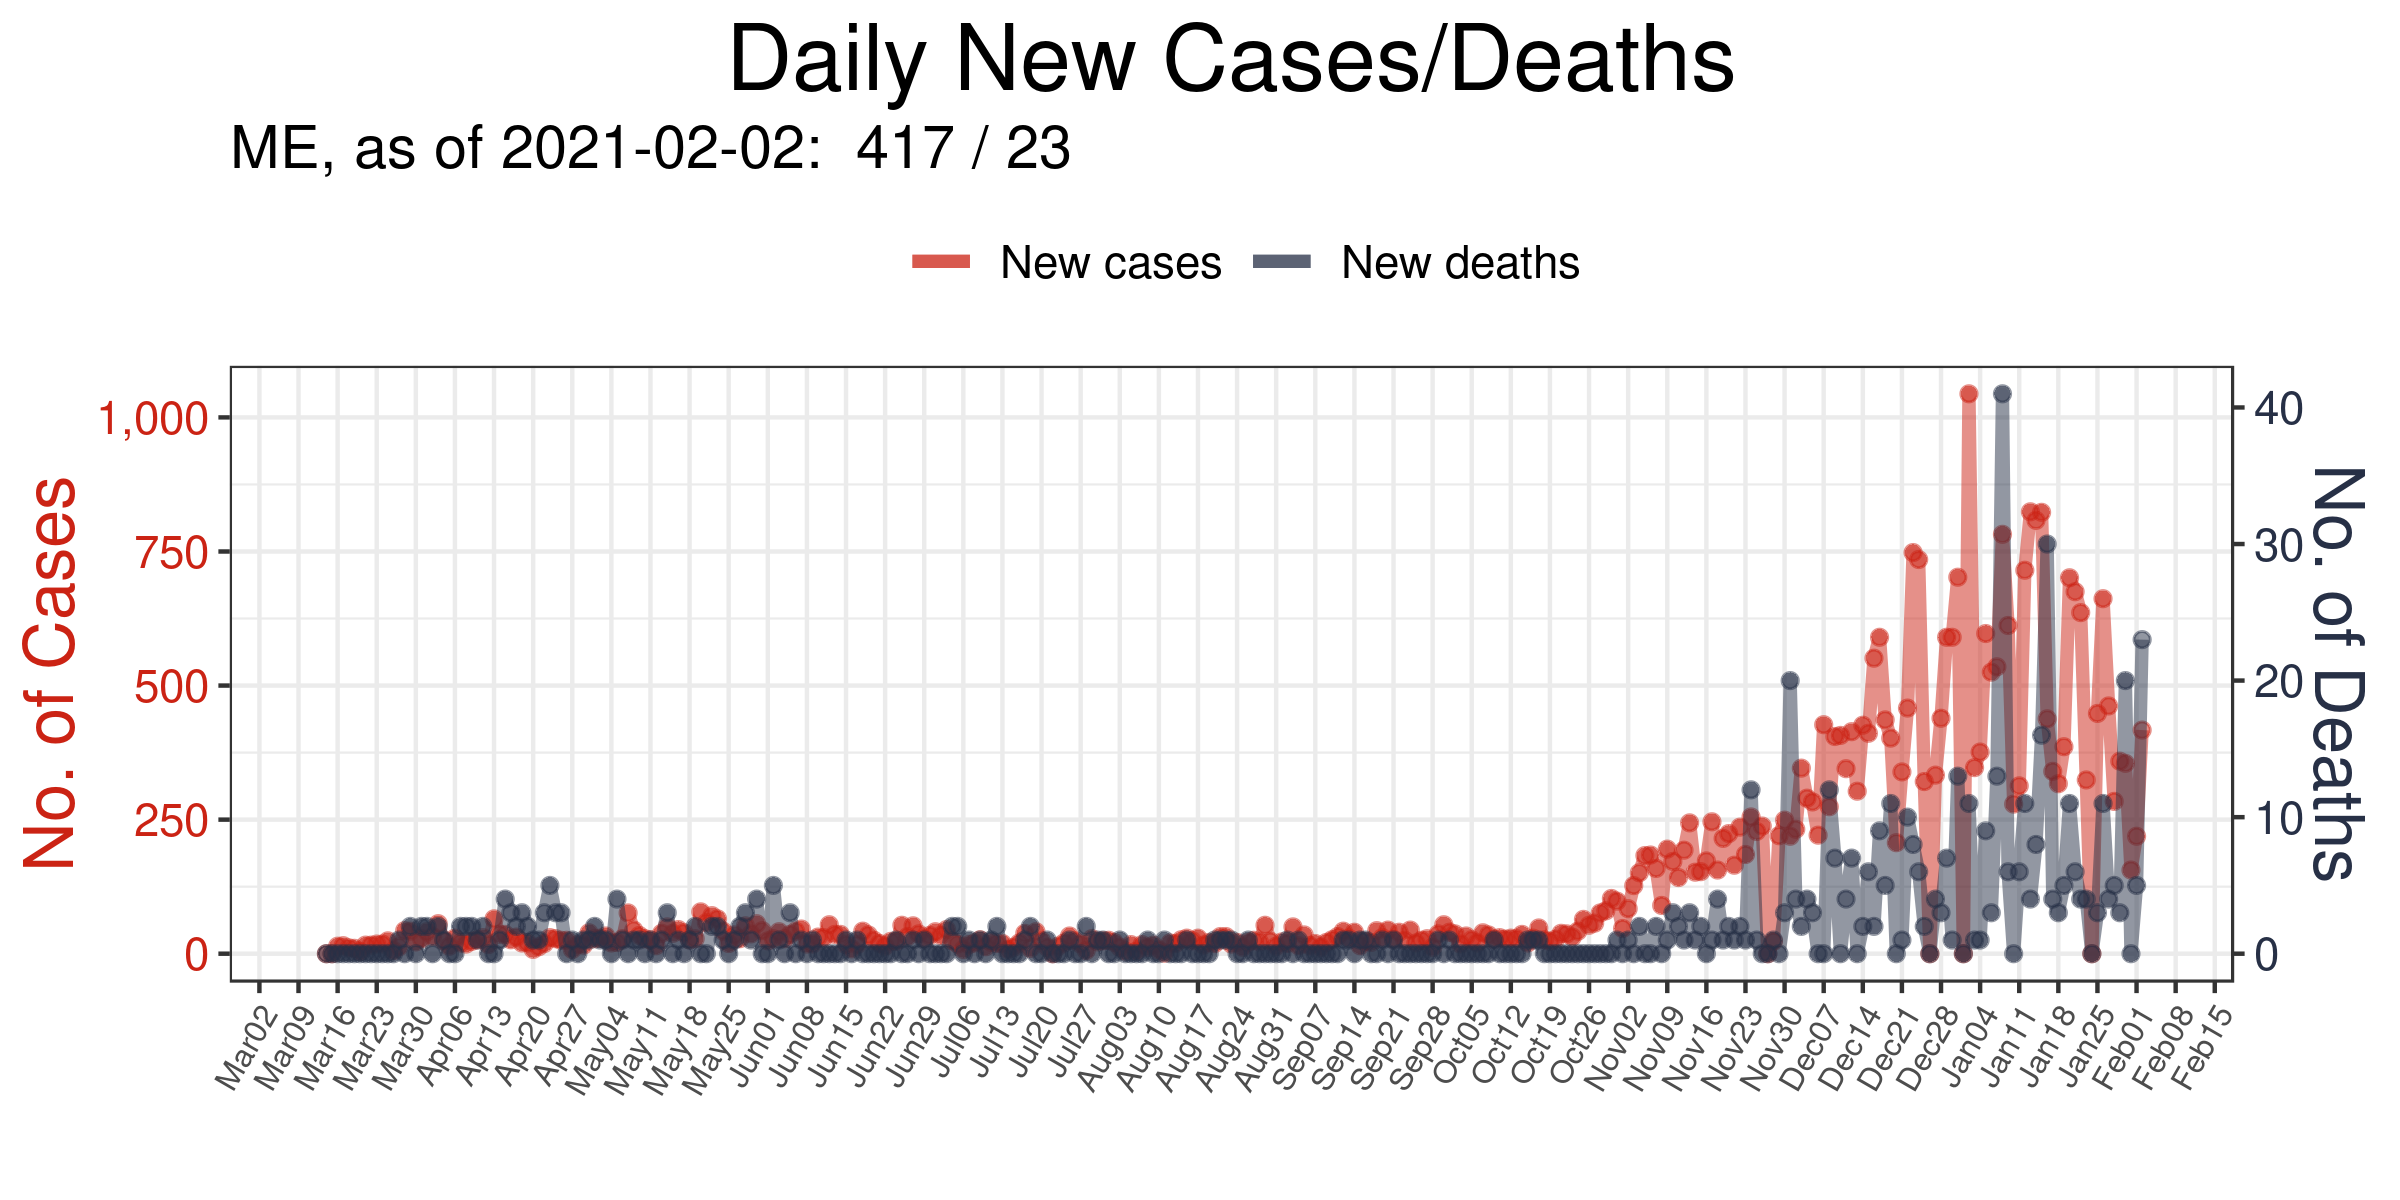 Daily New Cases/Deaths
ME, as of 2021-02-02: 417 / 23
New cases
New deaths
No. of Cases
1,000
750
500
250
0
40
30
20
10
0
No. of Deaths
Mar02
Mar09
Mar16
Mar23
Mar30
Apr06
Apr13
Apr20
Apr27
May04
May11
May18
May25
Jun01
Jun08
Jun15
Jun22
Jun29
Jul06
Jul13
Jul20
Jul27
Aug03
Aug10
Aug17
Aug24
Aug31
Sep07
Sep14
Sep21
Sep28
Oct05
Oct12
Oct19
Oct26
Nov02
Nov09
Nov16
Nov23
Nov30
Dec07
Dec14
Dec21
Dec28
Jan04
Jan11
Jan18
Jan25
Feb01
Feb08
Feb15